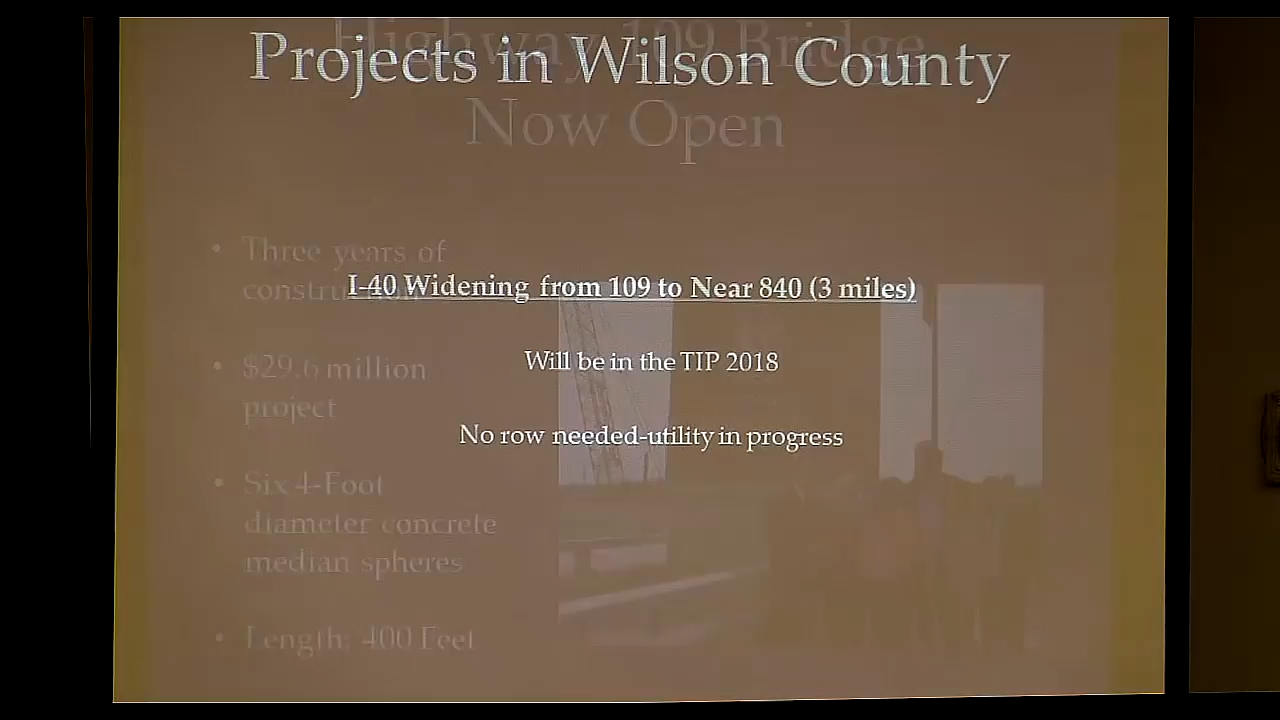 Highway 109 Bridge
Projects in Wilson County
Now Open
• Three years of
construction
I-40 Widening from 109 to Near 840 (3 miles)
Will be in the TIP 2018
• $29.6 million
project
No row needed-utility in progress
• Six 4-Foot
diameter concrete
median spheres
• Length: 400 Feet